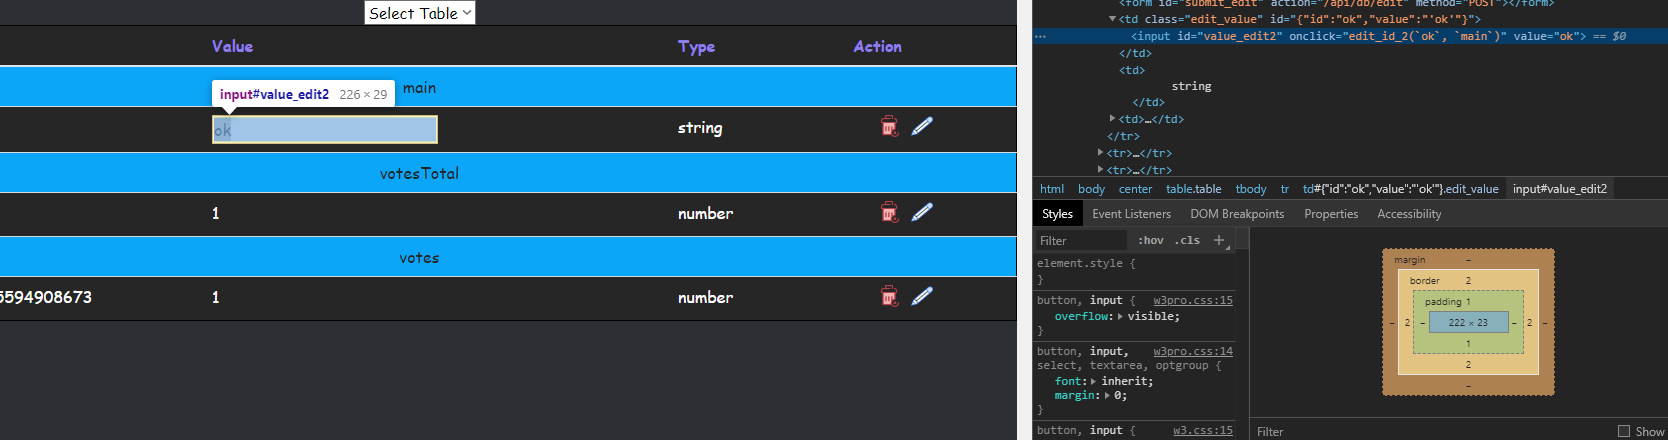 Select Table
Value Type Action
main
input#value_edit2 226 × 29
ok string
votesTotal
1 number
votes
5594908673 1 number
<form id="submit_edit" action="/api/db/edit" method="POST"></form>
▼<td class="edit_value" id="{"id":"ok","value":"'ok'"}">
… <input id="value_edit2" onclick="edit_id_2(`ok`, `main`)" value="ok"> == $0
</td>
<td>
string
</td>
▶<td>…</td>
</tr>
▶<tr>…</tr>
▶<tr>…</tr>
html body center table.table tbody tr td#{"id":"ok","value":"'ok'"}.edit_value input#value_edit2
Styles Event Listeners DOM Breakpoints Properties Accessibility
Filter :hov .cls +
element.style {
}
button, input { w3pro.css:15
overflow:▶ visible;
}
button, input, w3pro.css:14
select, textarea, optgroup {
font:▶ inherit;
margin:▶ 0;
}
button, input { w3.css:15
margin –
border 2
padding 1
– 2 – 222 × 23 – 2 –
1
2
–
Filter Show